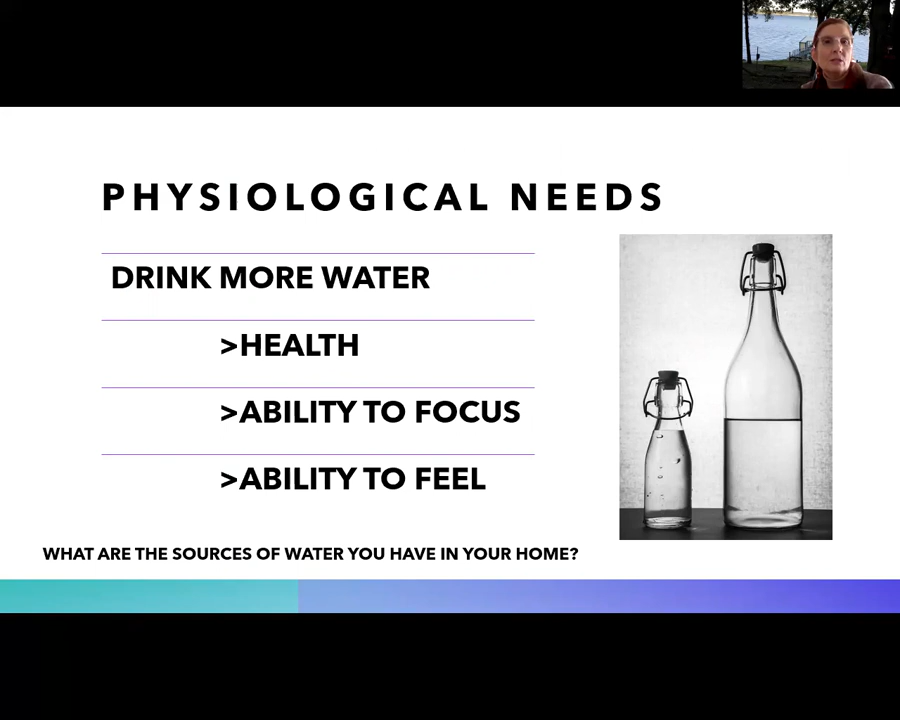 PHYSIOLOGICAL NEEDS
DRINK MORE WATER
>HEALTH
>ABILITY TO FOCUS
>ABILITY TO FEEL
WHAT ARE THE SOURCES OF WATER YOU HAVE IN YOUR HOME?